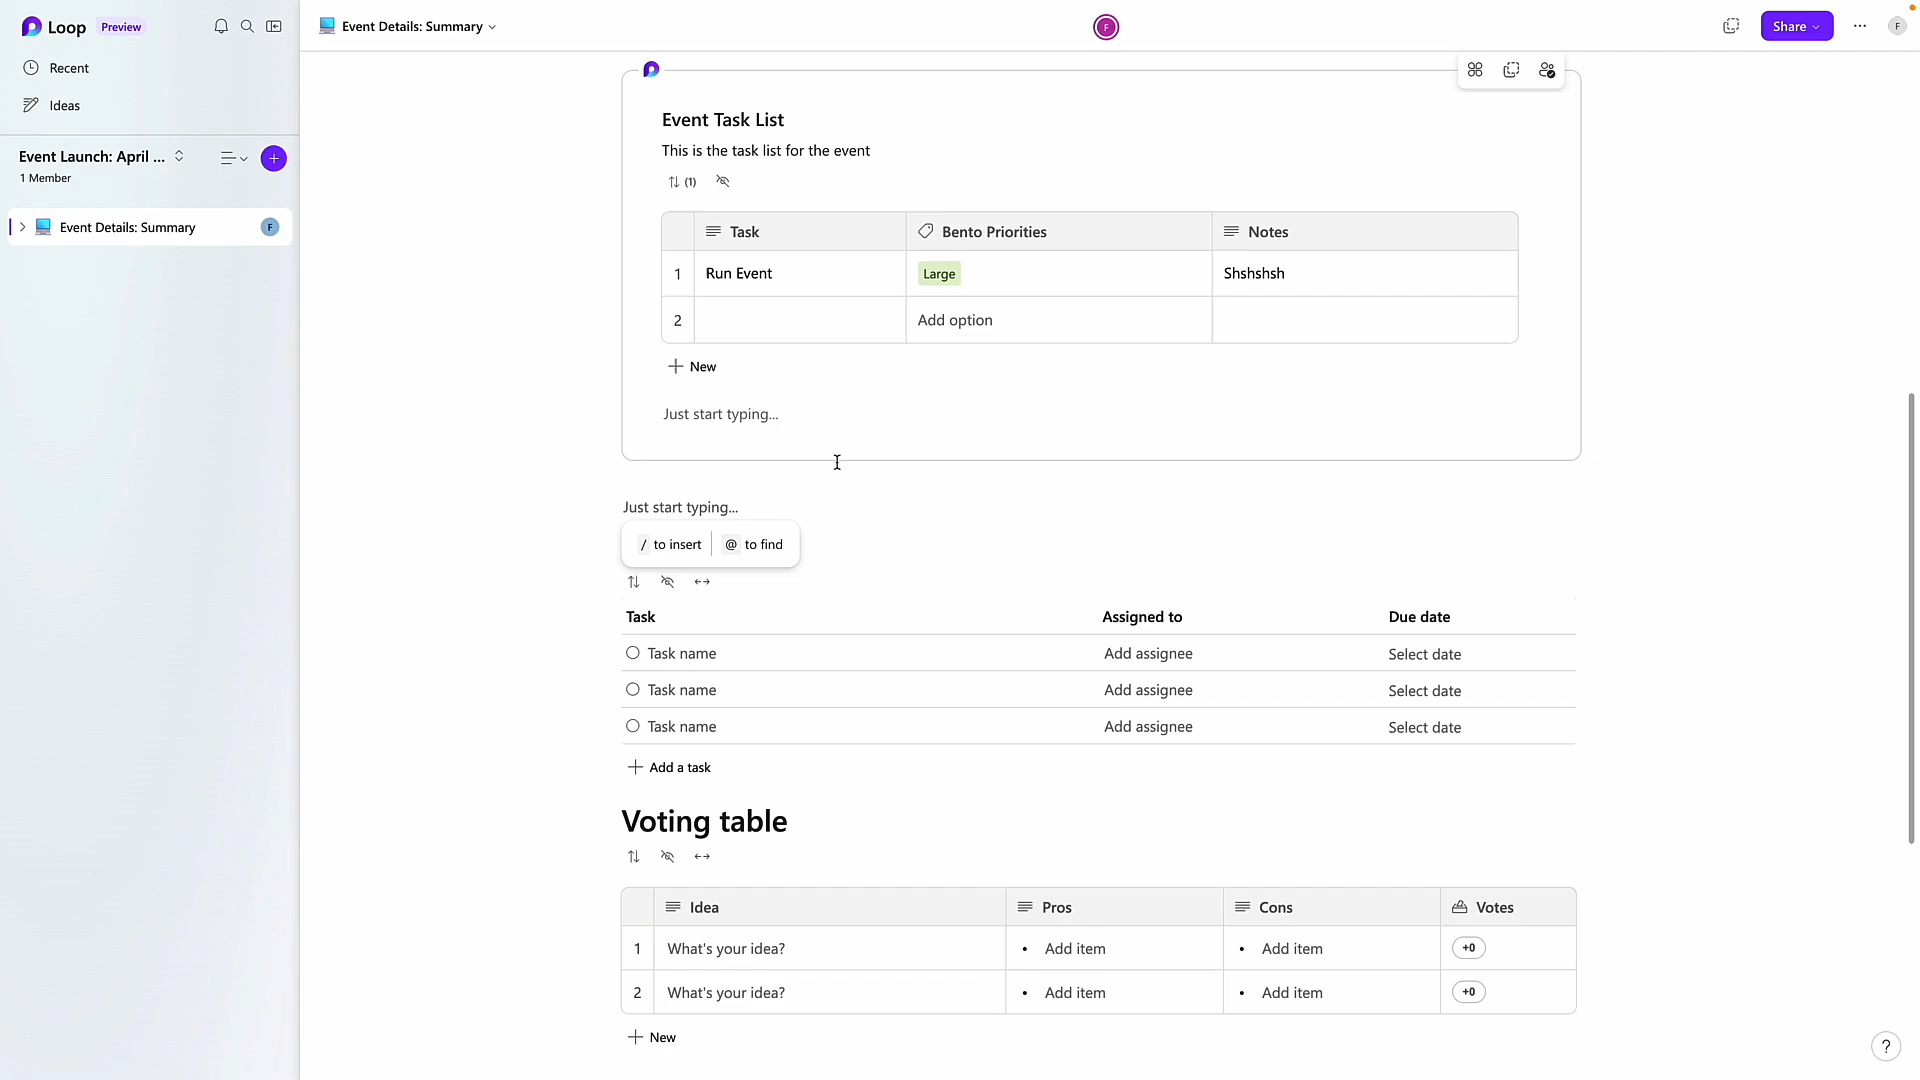 Loop Preview
Recent
Ideas
Event Launch: April ...
1 Member
Event Details: Summary
F
Event Details: Summary
F
Share
F
Event Task List
This is the task list for the event
(1)
Task Bento Priorities Notes
1 Run Event Large Shshshsh
2 Add option
New
Just start typing...
Just start typing...
/ to insert @ to find
Task Assigned to Due date
Task name Add assignee Select date
Task name Add assignee Select date
Task name Add assignee Select date
Add a task
Voting table
Idea Pros Cons Votes
1 What's your idea? • Add item • Add item +0
2 What's your idea? • Add item • Add item +0
New
?